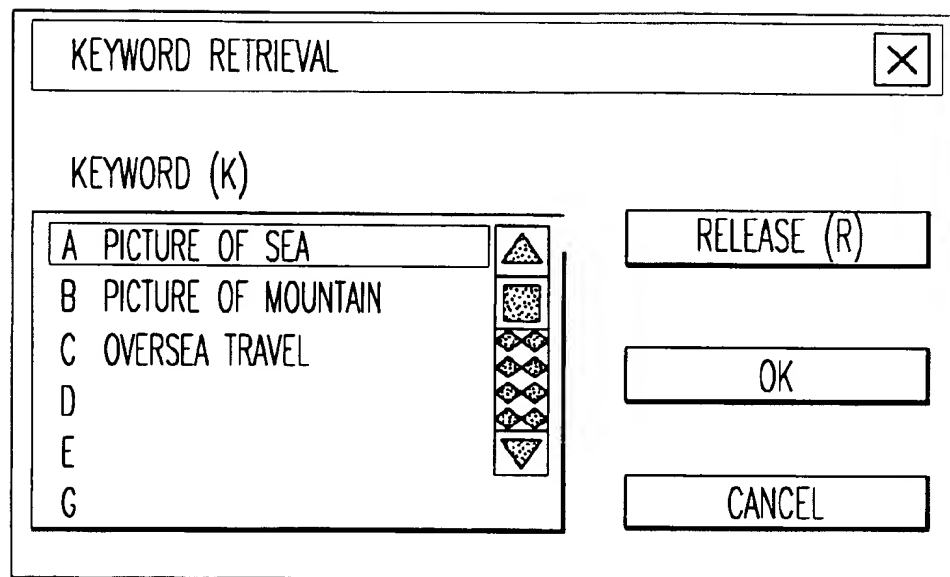 KEYWORD RETRIEVAL
KEYWORD (K)
A PICTURE OF SEA
B PICTURE OF MOUNTAIN
C OVERSEA TRAVEL
D
E
G
RELEASE (R)
OK
CANCEL